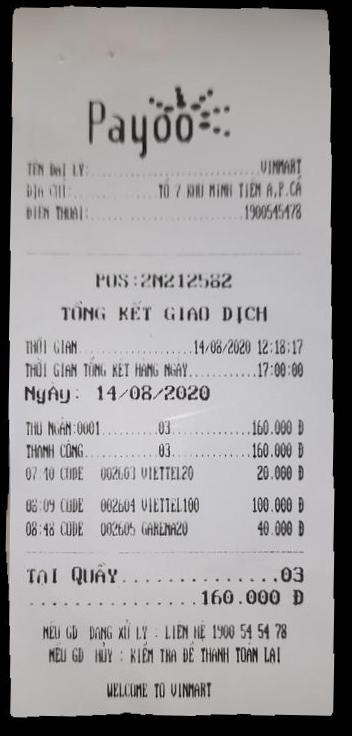 Payoo
TÊN ĐẠI LÝ:........................VINMART
ĐỊA CHỈ:..........TỔ 7 KHU MINH TIẾN A,P.CẨ
ĐIỆN THOẠI:......................1900545478
POS:2N212582
TỔNG KẾT GIAO DỊCH
THỜI GIAN...................14/08/2020 12:18:17
THỜI GIAN TỔNG KẾT HÀNG NGÀY..........17:00:00
Ngày: 14/08/2020
THU NGÂN:0001.........03............160.000 Đ
THÀNH CÔNG............03............160.000 Đ
07:10 CODE 002603 VIETTEL20 20.000 Đ
08:09 CODE 002604 VIETTEL100 100.000 Đ
08:48 CODE 002605 GARENA20 40.000 Đ
TẠI QUẦY..............03
...............160.000 Đ
NẾU GD ĐANG XỬ LÝ : LIÊN HỆ 1900 54 54 78
NẾU GD HỦY : KIỂM TRA ĐỂ THANH TOÁN LẠI
WELCOME TO VINMART